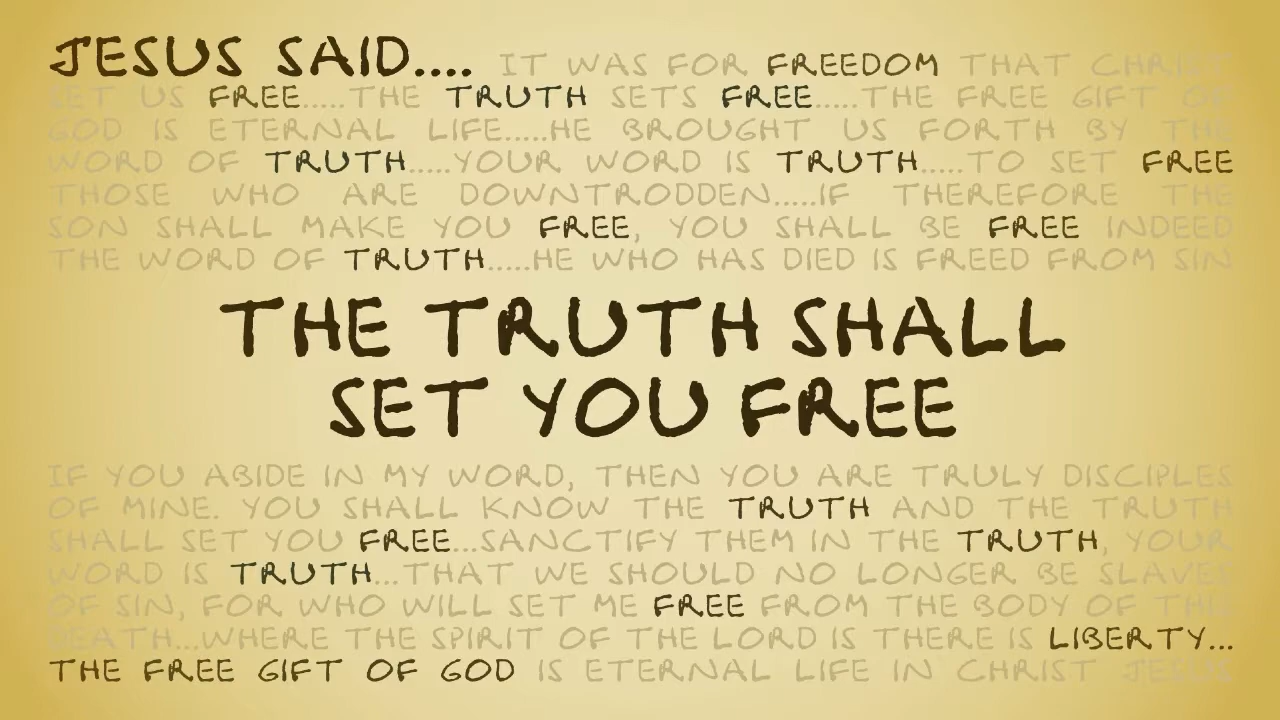 JESUS SAID.... IT WAS FOR FREEDOM THAT CHRIST
SET US FREE.....THE TRUTH SETS FREE.....THE FREE GIFT OF
GOD IS ETERNAL LIFE.....HE BROUGHT US FORTH BY THE
WORD OF TRUTH.....YOUR WORD IS TRUTH.....TO SET FREE
THOSE WHO ARE DOWNTRODDEN.....IF THEREFORE THE
SON SHALL MAKE YOU FREE, YOU SHALL BE FREE INDEED
THE WORD OF TRUTH.....HE WHO HAS DIED IS FREED FROM SIN
THE TRUTH SHALL
SET YOU FREE
IF YOU ABIDE IN MY WORD, THEN YOU ARE TRULY DISCIPLES
OF MINE. YOU SHALL KNOW THE TRUTH AND THE TRUTH
SHALL SET YOU FREE...SANCTIFY THEM IN THE TRUTH, YOUR
WORD IS TRUTH...THAT WE SHOULD NO LONGER BE SLAVES
OF SIN, FOR WHO WILL SET ME FREE FROM THE BODY OF THIS
DEATH...WHERE THE SPIRIT OF THE LORD IS THERE IS LIBERTY...
THE FREE GIFT OF GOD IS ETERNAL LIFE IN CHRIST JESUS